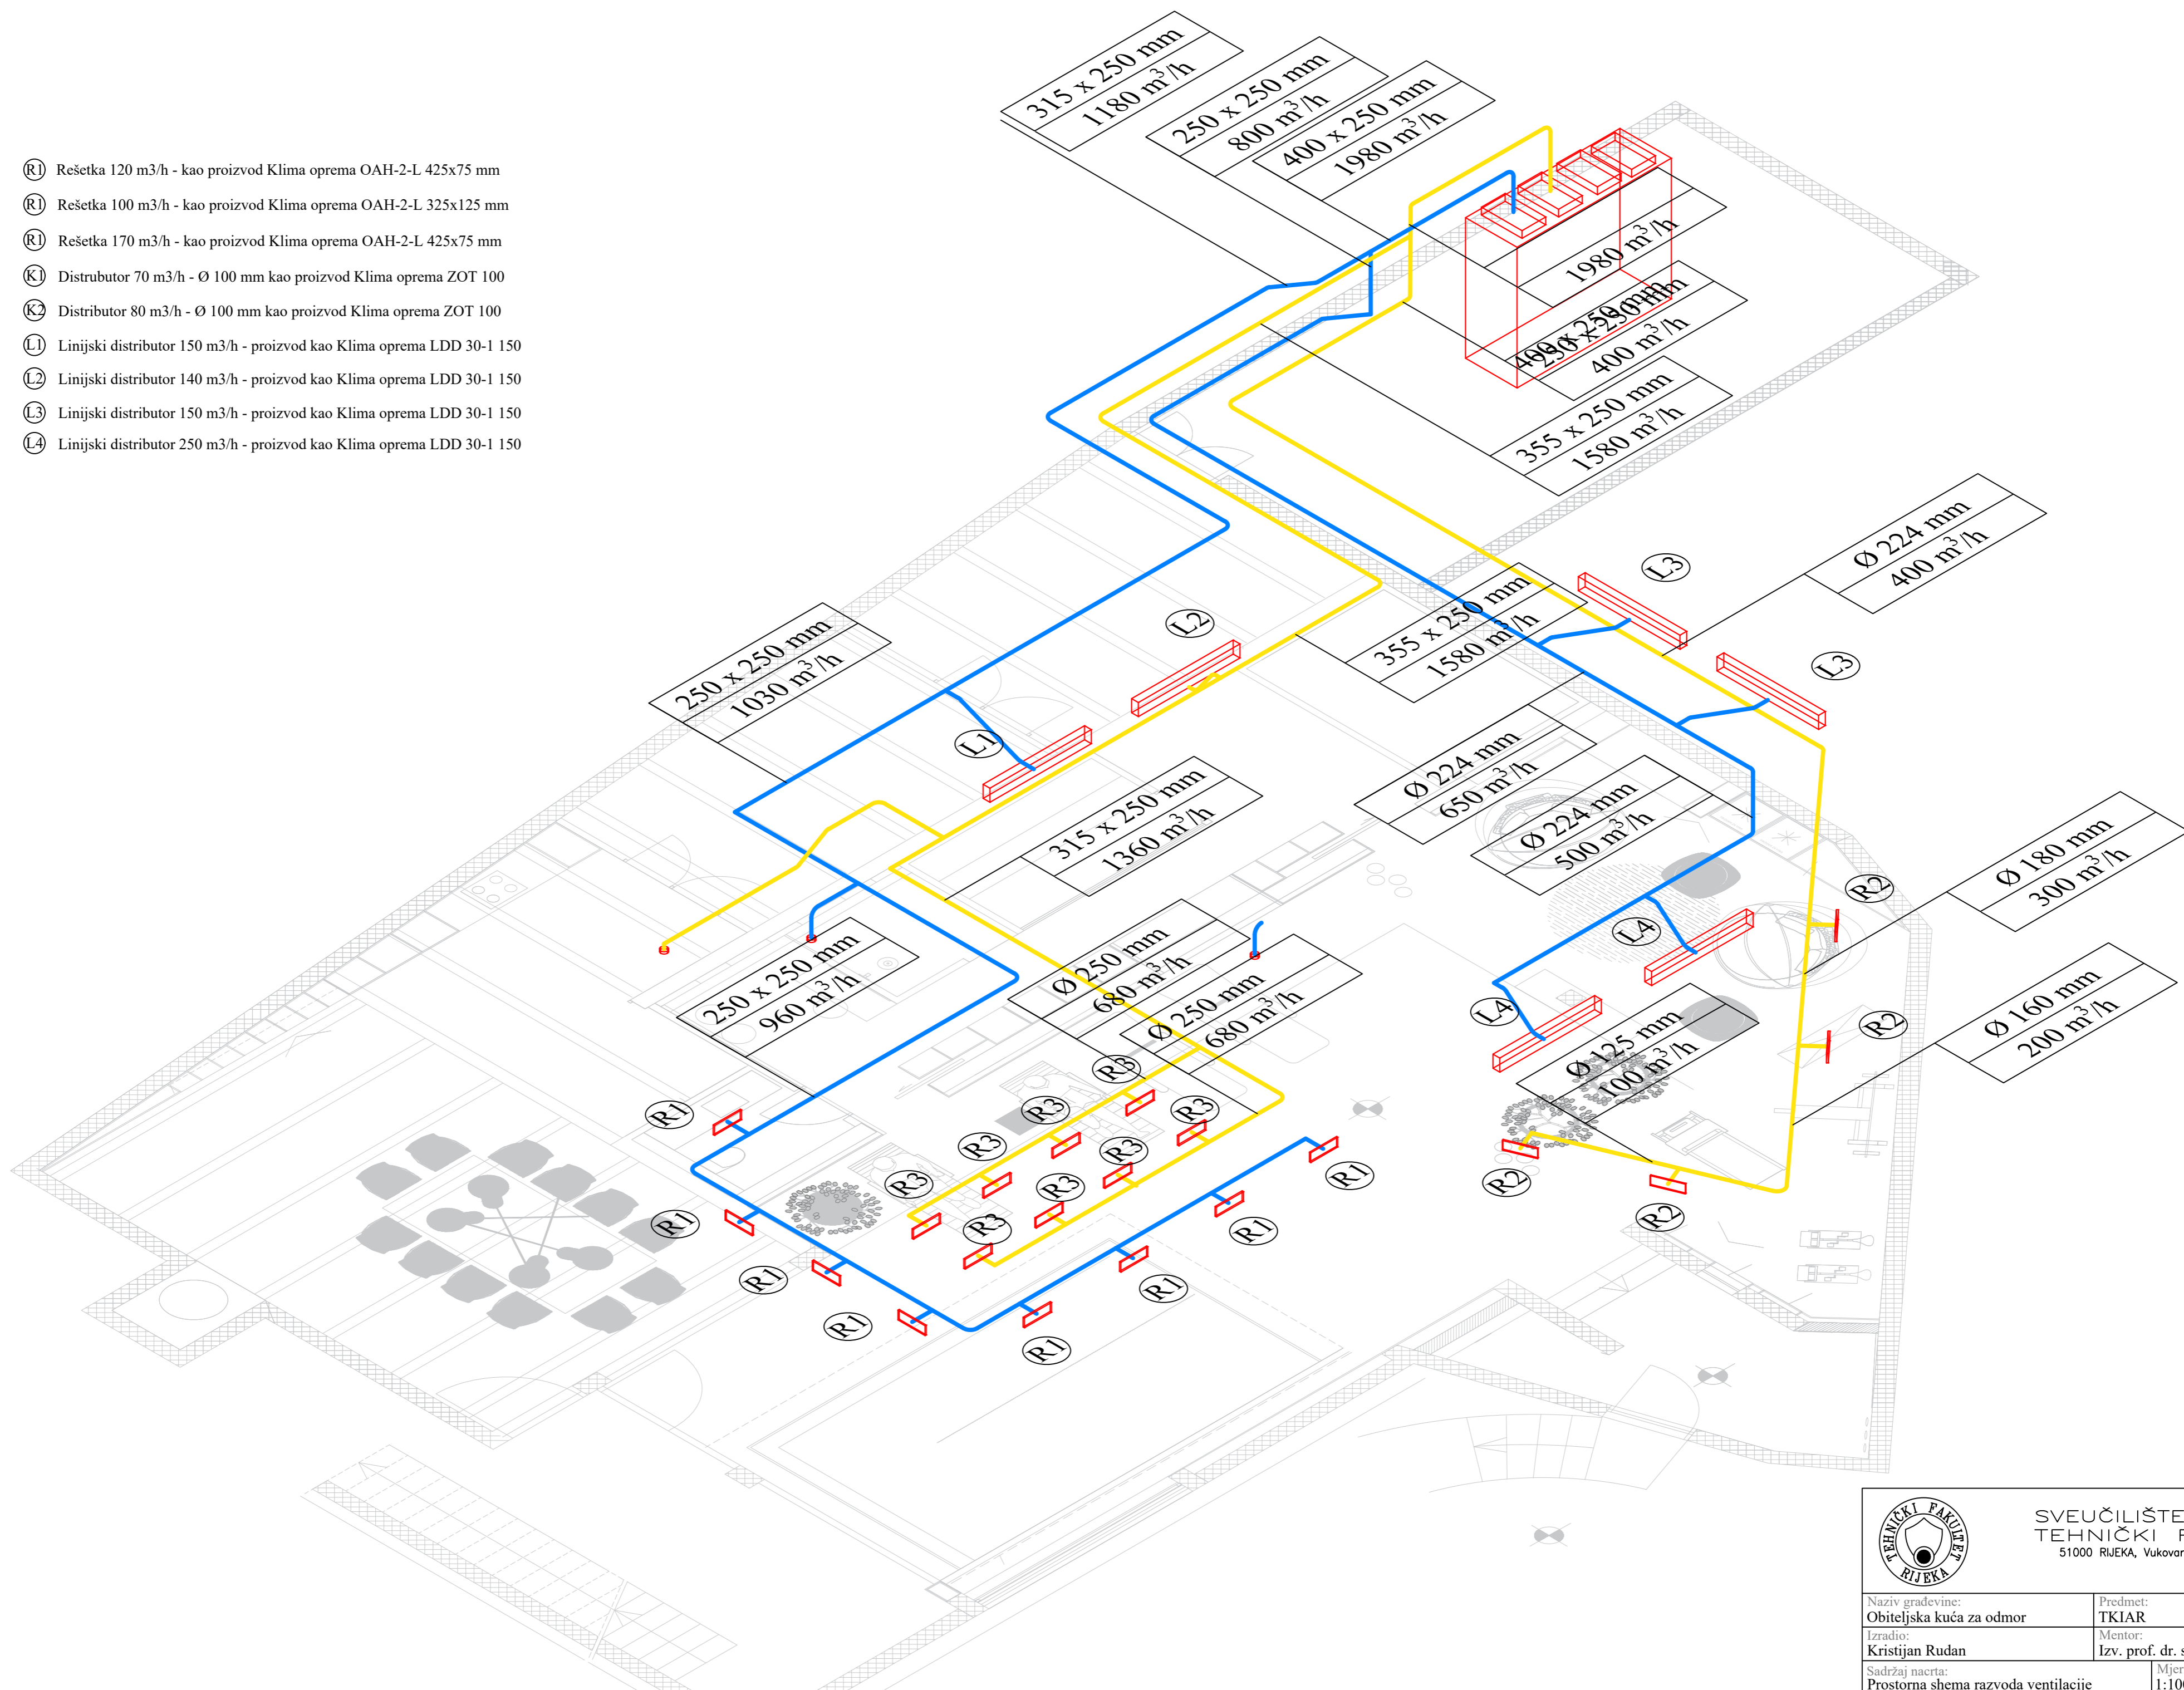 315 x 250 mm
1180 m³/h
250 x 250 mm
800 m³/h
400 x 250 mm
1980 m³/h
R1 Rešetka 120 m3/h - kao proizvod Klima oprema OAH-2-L 425x75 mm
R1 Rešetka 100 m3/h - kao proizvod Klima oprema OAH-2-L 325x125 mm
R1 Rešetka 170 m3/h - kao proizvod Klima oprema OAH-2-L 425x75 mm
K1 Distrubutor 70 m3/h - Ø 100 mm kao proizvod Klima oprema ZOT 100
K2 Distributor 80 m3/h - Ø 100 mm kao proizvod Klima oprema ZOT 100
L1 Linijski distributor 150 m3/h - proizvod kao Klima oprema LDD 30-1 150
L2 Linijski distributor 140 m3/h - proizvod kao Klima oprema LDD 30-1 150
L3 Linijski distributor 150 m3/h - proizvod kao Klima oprema LDD 30-1 150
L4 Linijski distributor 250 m3/h - proizvod kao Klima oprema LDD 30-1 150
400 x 250 mm
1980 m³/h
250 x 250 mm
400 m³/h
355 x 250 mm
1580 m³/h
Ø 224 mm
400 m³/h
L3
L3
L2
355 x 250 mm
1580 m³/h
250 x 250 mm
1030 m³/h
L1
315 x 250 mm
1360 m³/h
Ø 224 mm
650 m³/h
Ø 224 mm
500 m³/h
Ø 180 mm
300 m³/h
R2
L4
L4
250 x 250 mm
960 m³/h
Ø 250 mm
680 m³/h
Ø 250 mm
680 m³/h
Ø 125 mm
100 m³/h
R2
Ø 160 mm
200 m³/h
R3
R3
R3
R3
R3
R3
R3
R3
R1
R1
R1
R1
R1
R1
R1
R1
R2
R2
TEHNIČKI FAKULTET
RIJEKA
SVEUČILIŠTE
TEHNIČKI
51000 RIJEKA, Vukovar
Naziv građevine:
Obiteljska kuća za odmor
Predmet:
TKIAR
Izradio:
Kristijan Rudan
Mentor:
Izv. prof. dr.
Sadržaj nacrta:
Prostorna shema razvoda ventilacije